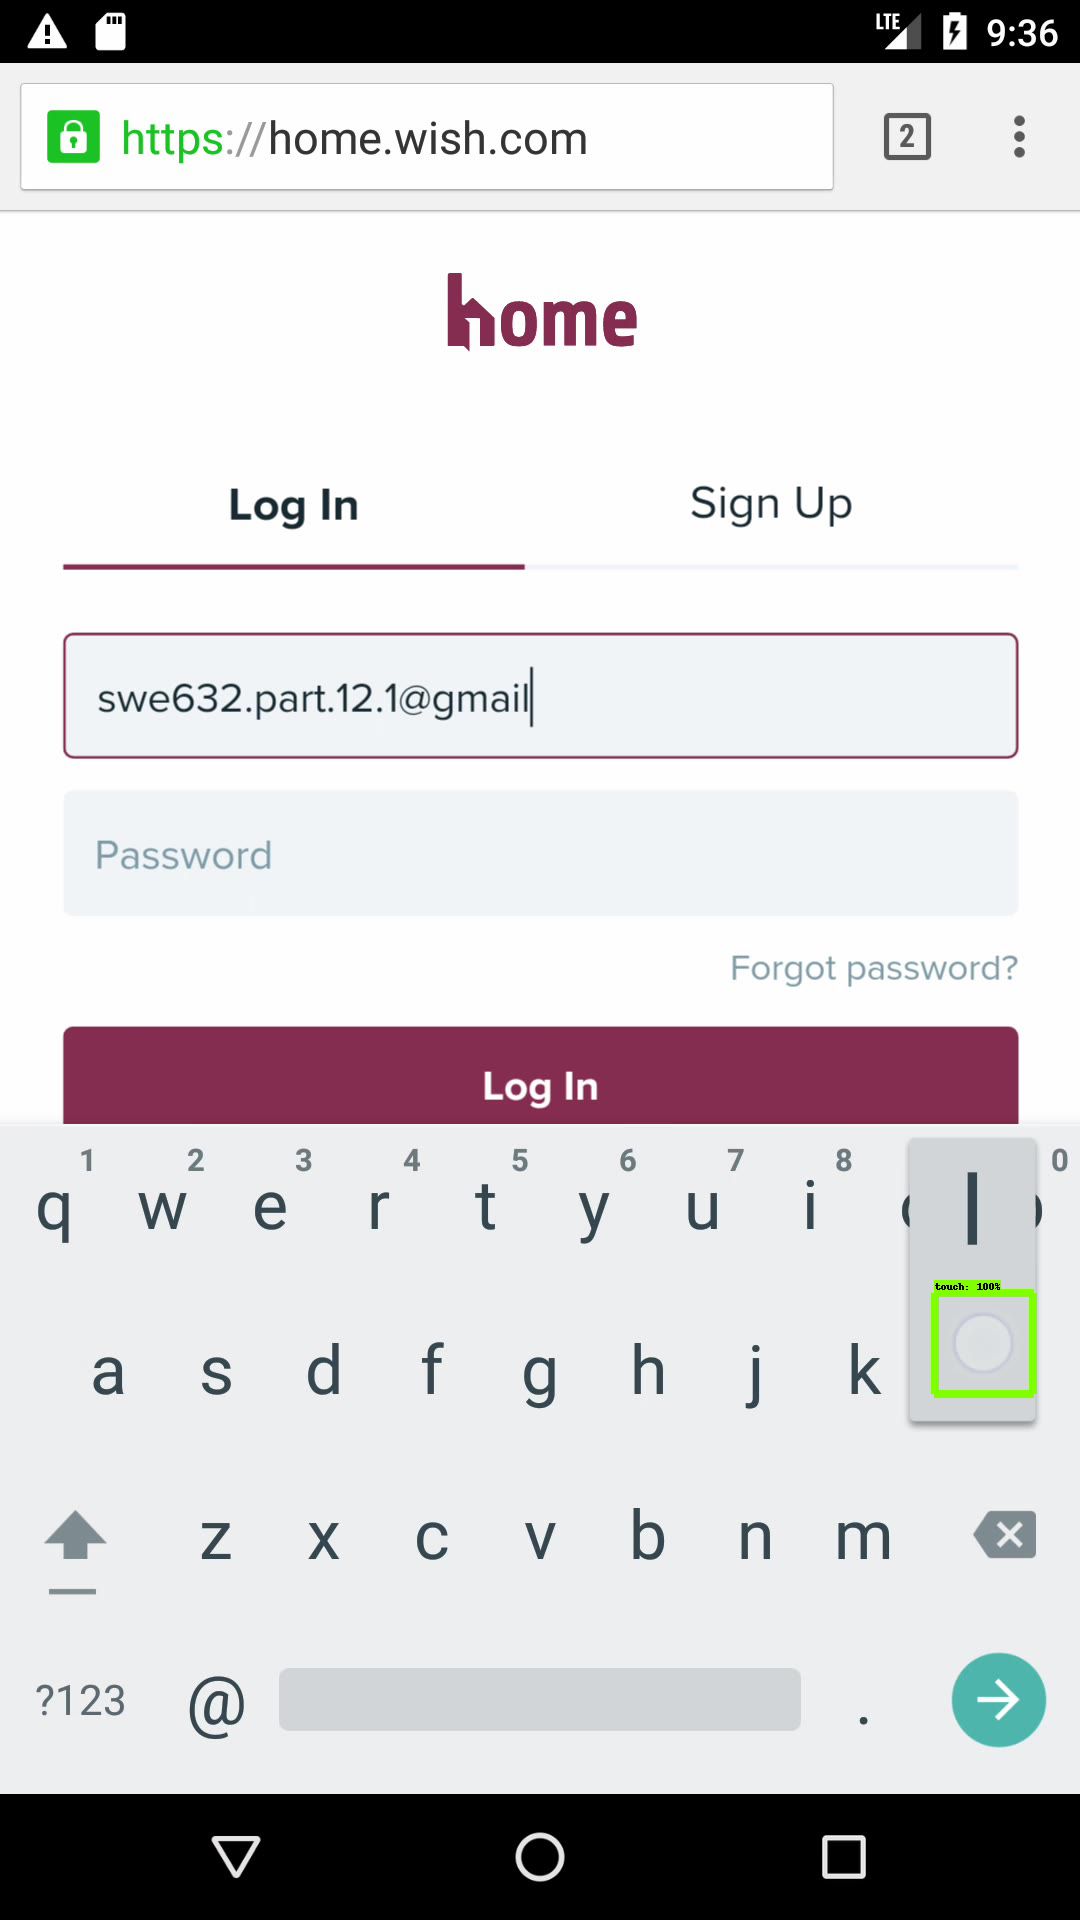 LTE 9:36
https://home.wish.com 2
home
Log In Sign Up
swe632.part.12.1@gmail
Password
Forgot password?
Log In
1 2 3 4 5 6 7 8 0
q w e r t y u i l
touch: 100%
a s d f g h j k
z x c v b n m
?123 @ .